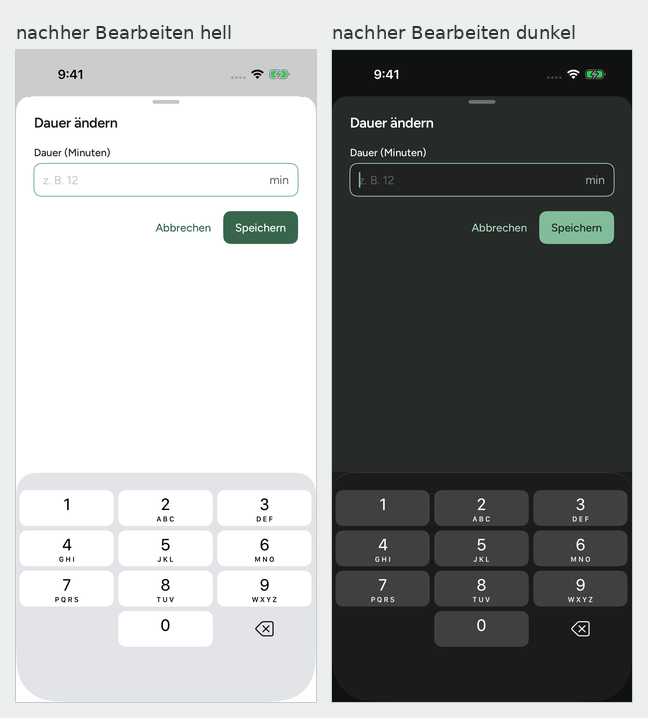 nachher Bearbeiten hell
9:41
Dauer ändern
Dauer (Minuten)
z. B. 12 min
Abbrechen Speichern
1 2 3
ABC DEF
4 5 6
GHI JKL MNO
7 8 9
PQRS TUV WXYZ
0
nachher Bearbeiten dunkel
9:41
Dauer ändern
Dauer (Minuten)
z. B. 12 min
Abbrechen Speichern
1 2 3
ABC DEF
4 5 6
GHI JKL MNO
7 8 9
PQRS TUV WXYZ
0